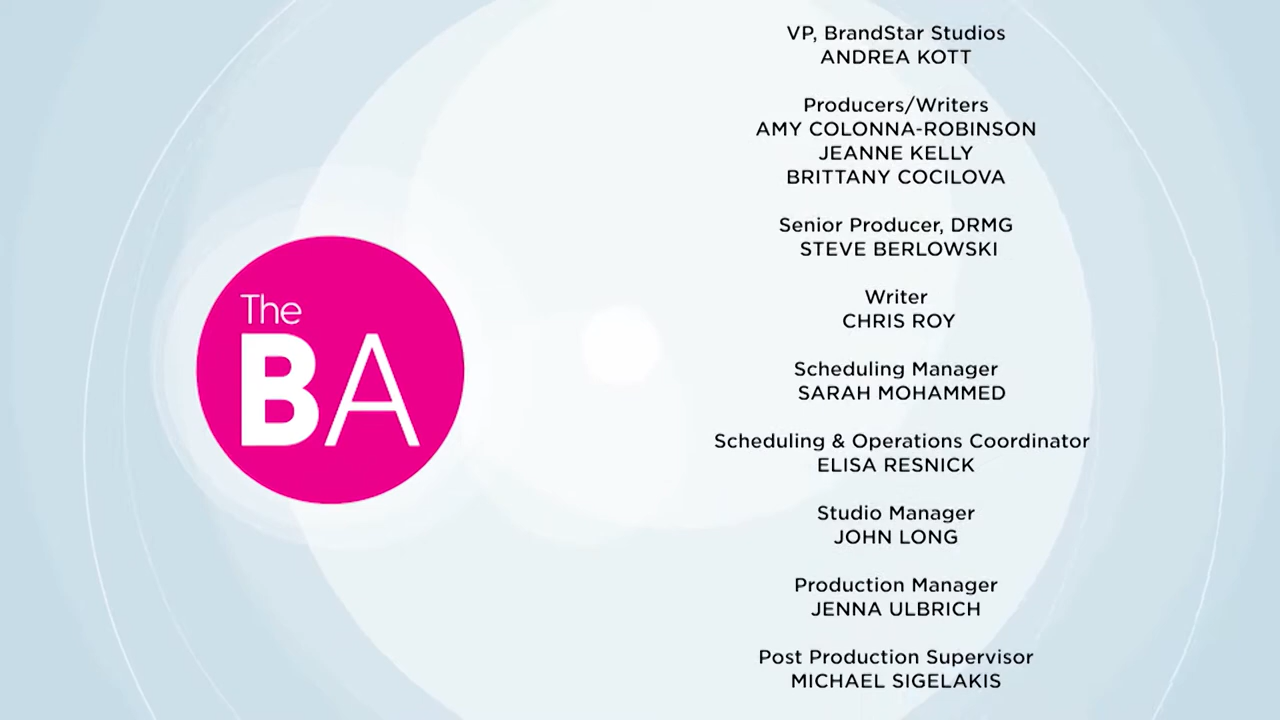 The
BA
VP, BrandStar Studios
ANDREA KOTT
Producers/Writers
AMY COLONNA-ROBINSON
JEANNE KELLY
BRITTANY COCILOVA
Senior Producer, DRMG
STEVE BERLOWSKI
Writer
CHRIS ROY
Scheduling Manager
SARAH MOHAMMED
Scheduling & Operations Coordinator
ELISA RESNICK
Studio Manager
JOHN LONG
Production Manager
JENNA ULBRICH
Post Production Supervisor
MICHAEL SIGELAKIS